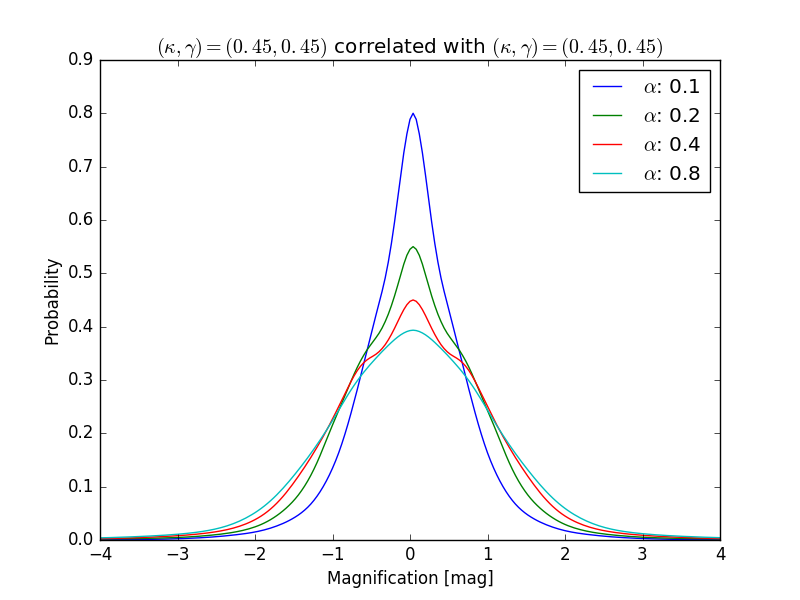 (κ, γ) = (0.45, 0.45) correlated with (κ, γ) = (0.45, 0.45)
0.9
0.8
0.7
0.6
0.5
0.4
0.3
0.2
0.1
0.0
Probability
α: 0.1
α: 0.2
α: 0.4
α: 0.8
−4 −3 −2 −1 0 1 2 3 4
Magnification [mag]